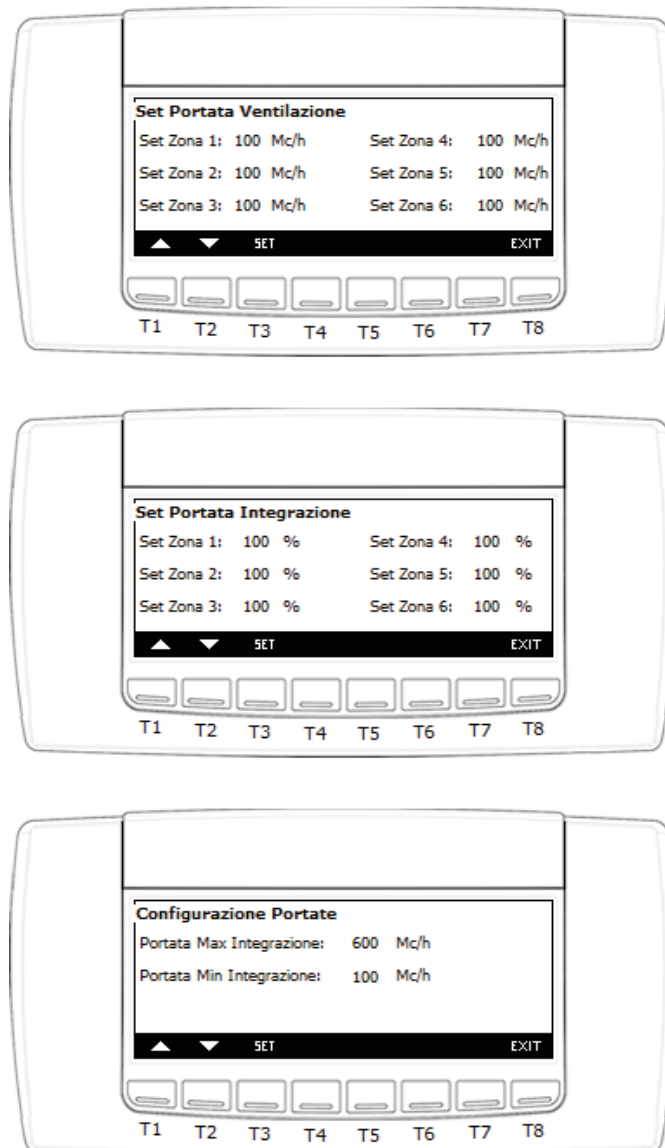 Set Portata Ventilazione
Set Zona 1: 100 Mc/h Set Zona 4: 100 Mc/h
Set Zona 2: 100 Mc/h Set Zona 5: 100 Mc/h
Set Zona 3: 100 Mc/h Set Zona 6: 100 Mc/h
SET EXIT
T1 T2 T3 T4 T5 T6 T7 T8
Set Portata Integrazione
Set Zona 1: 100 % Set Zona 4: 100 %
Set Zona 2: 100 % Set Zona 5: 100 %
Set Zona 3: 100 % Set Zona 6: 100 %
SET EXIT
T1 T2 T3 T4 T5 T6 T7 T8
Configurazione Portate
Portata Max Integrazione: 600 Mc/h
Portata Min Integrazione: 100 Mc/h
SET EXIT
T1 T2 T3 T4 T5 T6 T7 T8